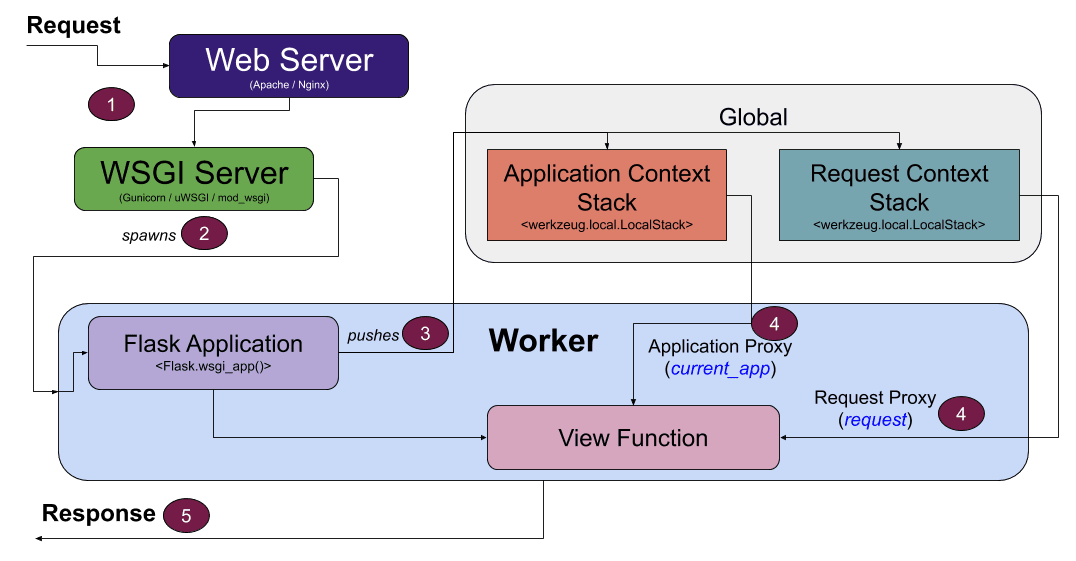 Request
Web Server
(Apache / Nginx)
1
WSGI Server
(Gunicorn / uWSGI / mod_wsgi)
spawns
2
Global
Application Context
Stack
<werkzeug.local.LocalStack>
Request Context
Stack
<werkzeug.local.LocalStack>
Flask Application
<Flask.wsgi_app()>
pushes
3
Worker
4
Application Proxy
(current_app)
Request Proxy
(request)
4
View Function
Response
5